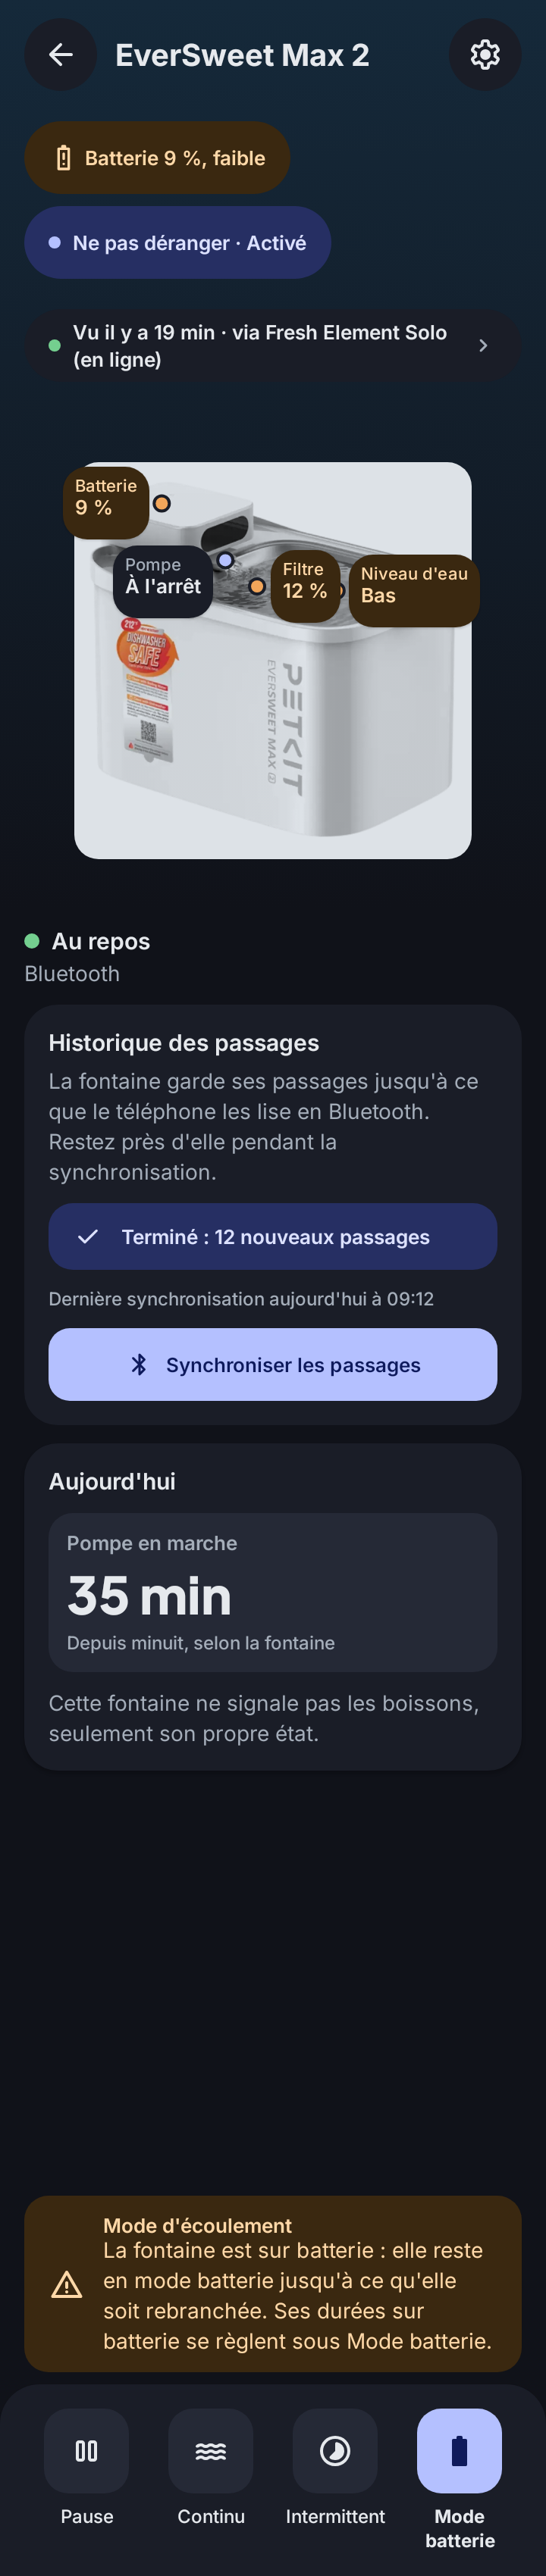 EverSweet Max 2
Batterie 9 %, faible
Ne pas déranger · Activé
Vu il y a 19 min · via Fresh Element Solo
(en ligne)
Batterie
9 %
Pompe
À l'arrêt
Filtre
12 %
Niveau d'eau
Bas
212°
DISHWASHER
SAFE
PETKIT
EVERSWEET MAX 2
Au repos
Bluetooth
Historique des passages
La fontaine garde ses passages jusqu'à ce
que le téléphone les lise en Bluetooth.
Restez près d'elle pendant la
synchronisation.
Terminé : 12 nouveaux passages
Dernière synchronisation aujourd'hui à 09:12
Synchroniser les passages
Aujourd'hui
Pompe en marche
35 min
Depuis minuit, selon la fontaine
Cette fontaine ne signale pas les boissons,
seulement son propre état.
Mode d'écoulement
La fontaine est sur batterie : elle reste
en mode batterie jusqu'à ce qu'elle
soit rebranchée. Ses durées sur
batterie se règlent sous Mode batterie.
Pause
Continu
Intermittent
Mode
batterie